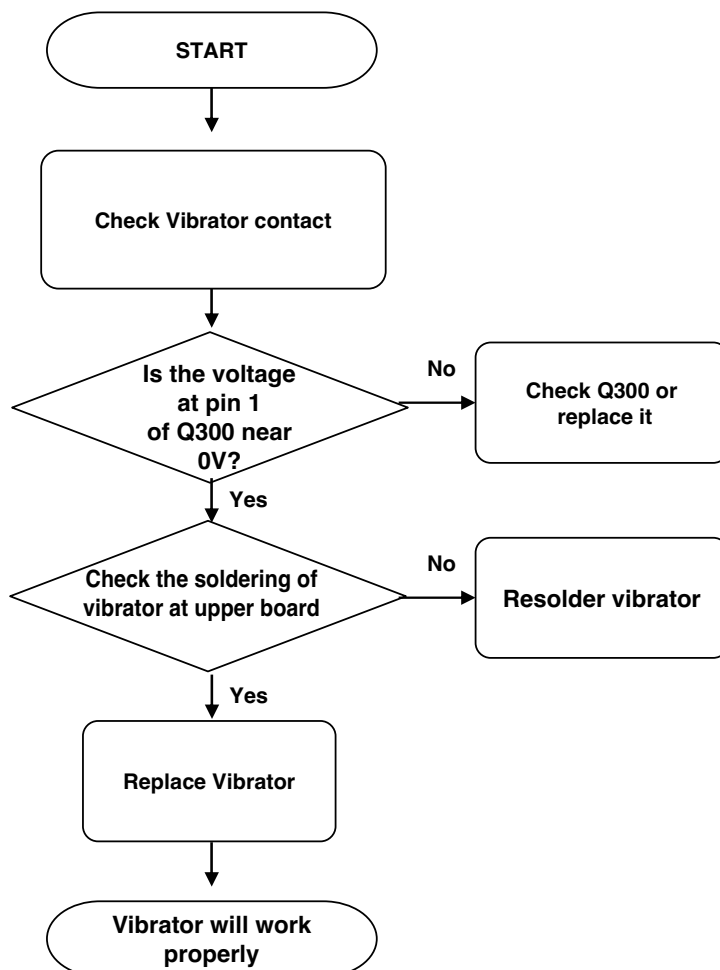 START
Check Vibrator contact
Is the voltage
at pin 1
of Q300 near
0V?
No
Check Q300 or
replace it
Yes
Check the soldering of
vibrator at upper board
No
Resolder vibrator
Yes
Replace Vibrator
Vibrator will work
properly